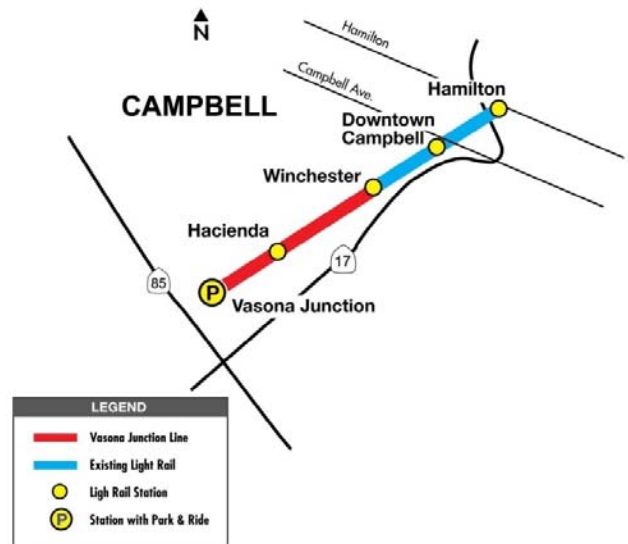 N
Hamilton
Campbell Ave.
Hamilton
CAMPBELL
Downtown
Campbell
Winchester
Hacienda
17
85
P
Vasona Junction
LEGEND
Vasona Junction Line
Existing Light Rail
Ligh Rail Station
P
Station with Park & Ride